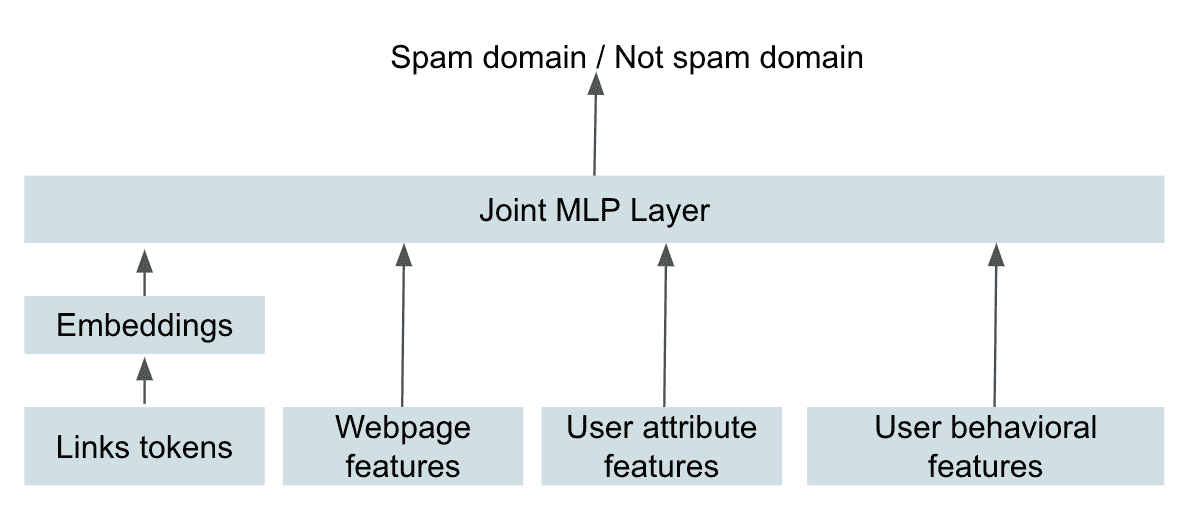 Spam domain / Not spam domain
Joint MLP Layer
Embeddings
Links tokens
Webpage
features
User attribute
features
User behavioral
features